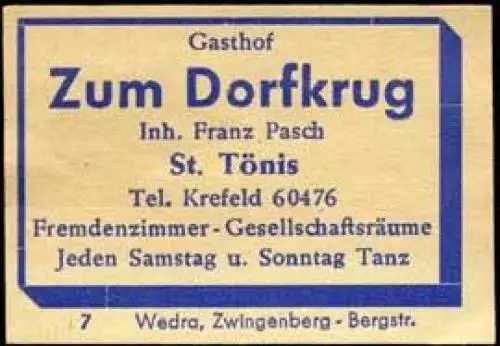 Gasthof
Zum Dorfkrug
Inh. Franz Pasch
St. Tönis
Tel. Krefeld 60476
Fremdenzimmer - Gesellschaftsräume
Jeden Samstag u. Sonntag Tanz
7 Wedra, Zwingenberg - Bergstr.